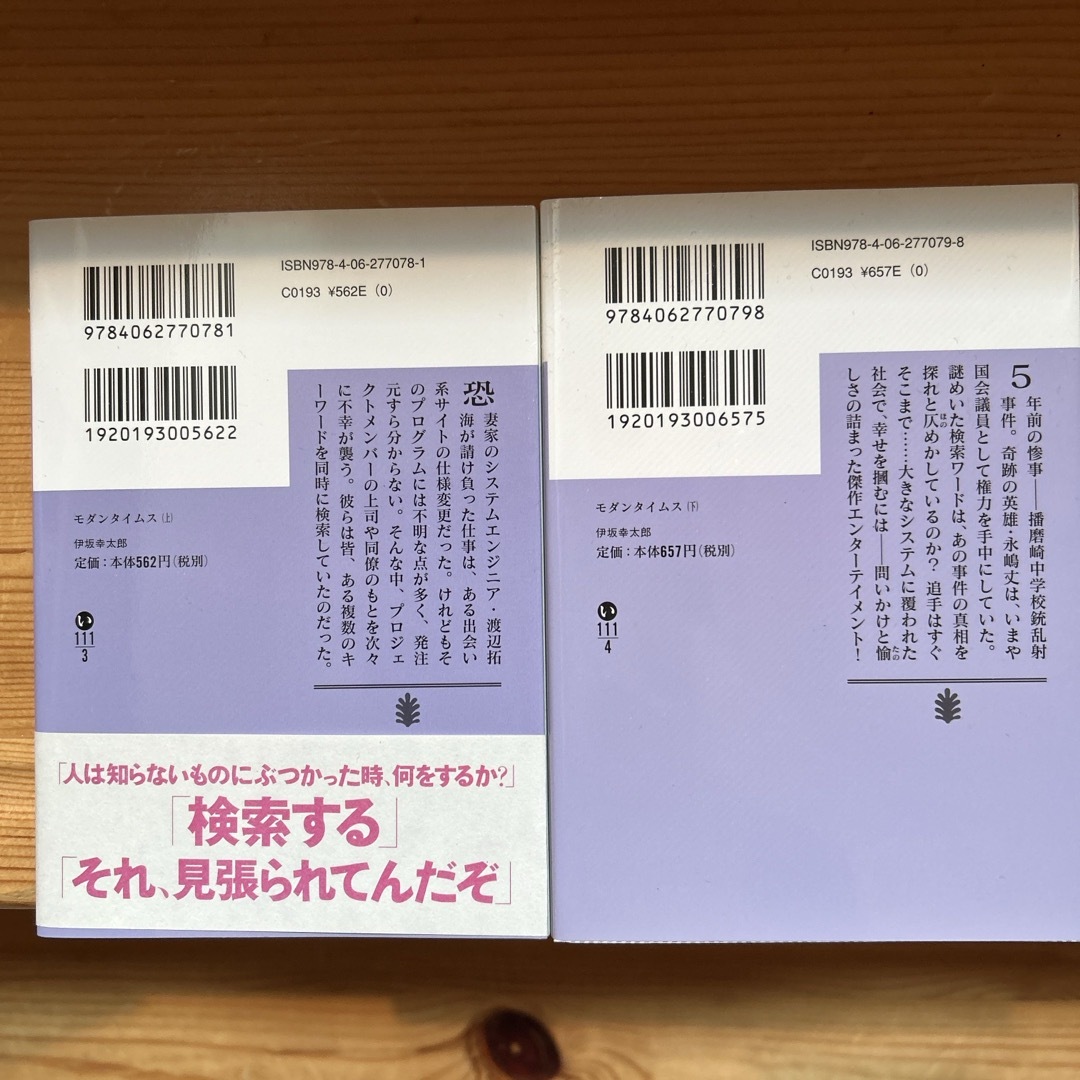 ISBN978-4-06-277078-1
C0193 ¥562E (0)
9784062770781
1920193005622
恐妻家のシステムエンジニア・渡辺拓
海が請け負った仕事は、ある出会い
系サイトの仕様変更だった。けれどもそ
のプログラムには不明な点が多く、発注
元すら分からない。そんな中、プロジェ
クトメンバーの上司や同僚のもとを次々
に不幸が襲う。彼らは皆、ある複数のキ
ーワードを同時に検索していたのだった。
モダンタイムス(上)
伊坂幸太郎
定価:本体562円(税別)
い
111
3
「人は知らないものにぶつかった時、何をするか?」
「検索する」
「それ、見張られてんだぞ」
ISBN978-4-06-277079-8
C0193 ¥657E (0)
9784062770798
1920193006575
5年前の惨事――播磨崎中学校銃乱射
事件。奇跡の英雄・永嶋丈は、いまや
国会議員として権力を手中にしていた。
謎めいた検索ワードは、あの事件の真相を
探れと仄めかしているのか? 追手はすぐ
ほの
そこまで……大きなシステムに覆われた
社会で、幸せを掴むには――問いかけと愉
たの
しさの詰まった傑作エンターテイメント!
モダンタイムス(下)
伊坂幸太郎
定価:本体657円(税別)
い
111
4